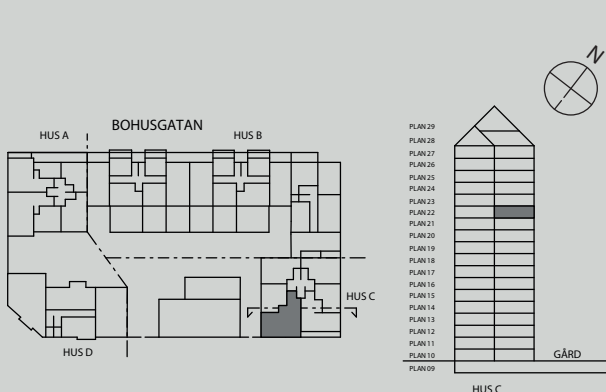 N
BOHUSGATAN
HUS A
HUS B
HUS C
HUS D
PLAN 29
PLAN 28
PLAN 27
PLAN 26
PLAN 25
PLAN 24
PLAN 23
PLAN 22
PLAN 21
PLAN 20
PLAN 19
PLAN 18
PLAN 17
PLAN 16
PLAN 15
PLAN 14
PLAN 13
PLAN 12
PLAN 11
PLAN 10
PLAN 09
GÅRD
HUS C